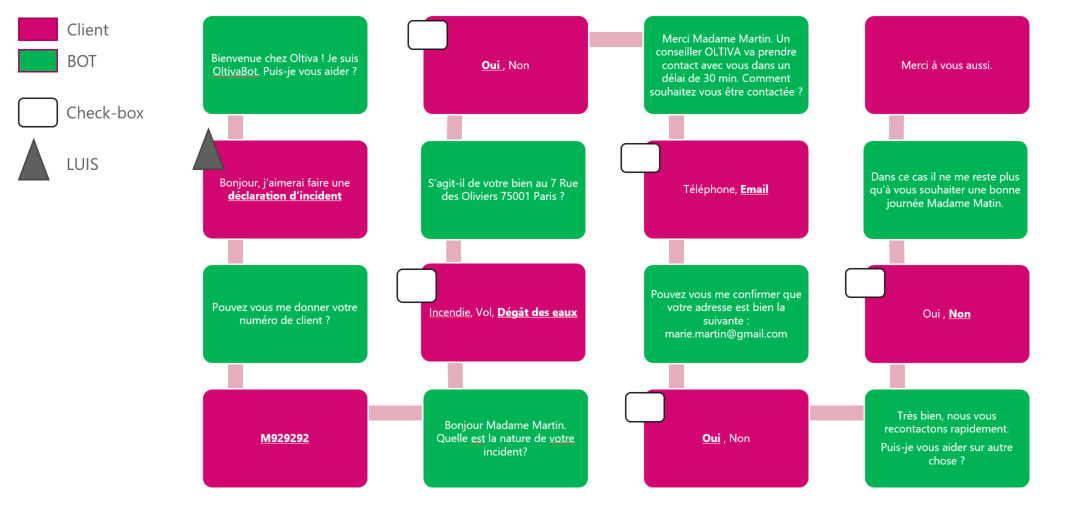 Client
BOT
Check-box
LUIS
Bienvenue chez Oltiva ! Je suis
OltivaBot. Puis-je vous aider ?
Bonjour, j'aimerai faire une
déclaration d'incident
Pouvez vous me donner votre
numéro de client ?
M929292
Bonjour Madame Martin.
Quelle est la nature de votre
incident?
Incendie, Vol, Dégât des eaux
S'agit-il de votre bien au 7 Rue
des Oliviers 75001 Paris ?
Oui , Non
Merci Madame Martin. Un
conseiller OLTIVA va prendre
contact avec vous dans un
délai de 30 min. Comment
souhaitez vous être contactée ?
Téléphone, Email
Pouvez vous me confirmer que
votre adresse est bien la
suivante :
marie.martin@gmail.com
Oui , Non
Très bien, nous vous
recontactons rapidement.
Puis-je vous aider sur autre
chose ?
Oui , Non
Dans ce cas il ne me reste plus
qu'à vous souhaiter une bonne
journée Madame Matin.
Merci à vous aussi.